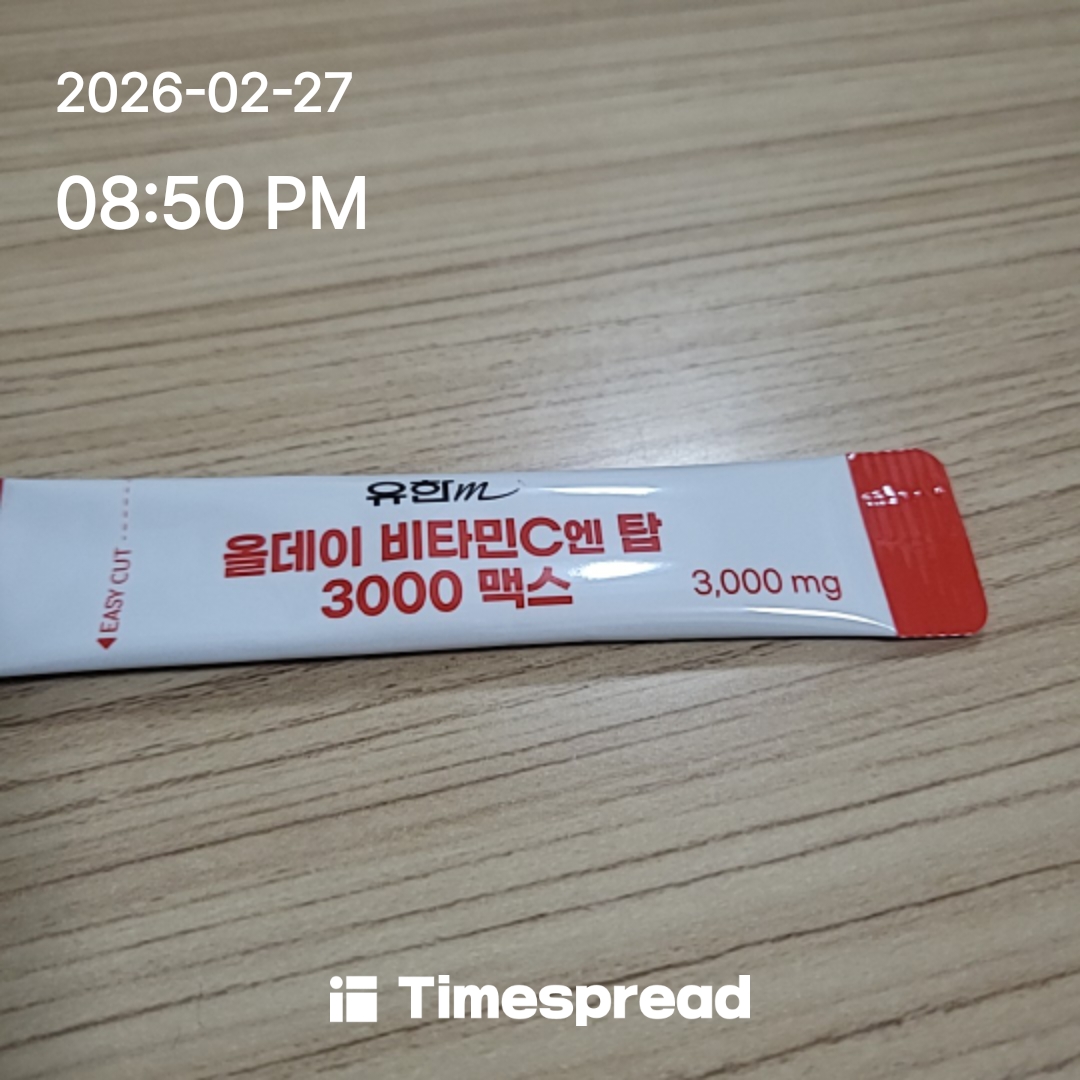 2026-02-27
08:50 PM
유한m
올데이 비타민C엔 탑
3000 맥스
3,000 mg
◀EASY CUT
Timespread